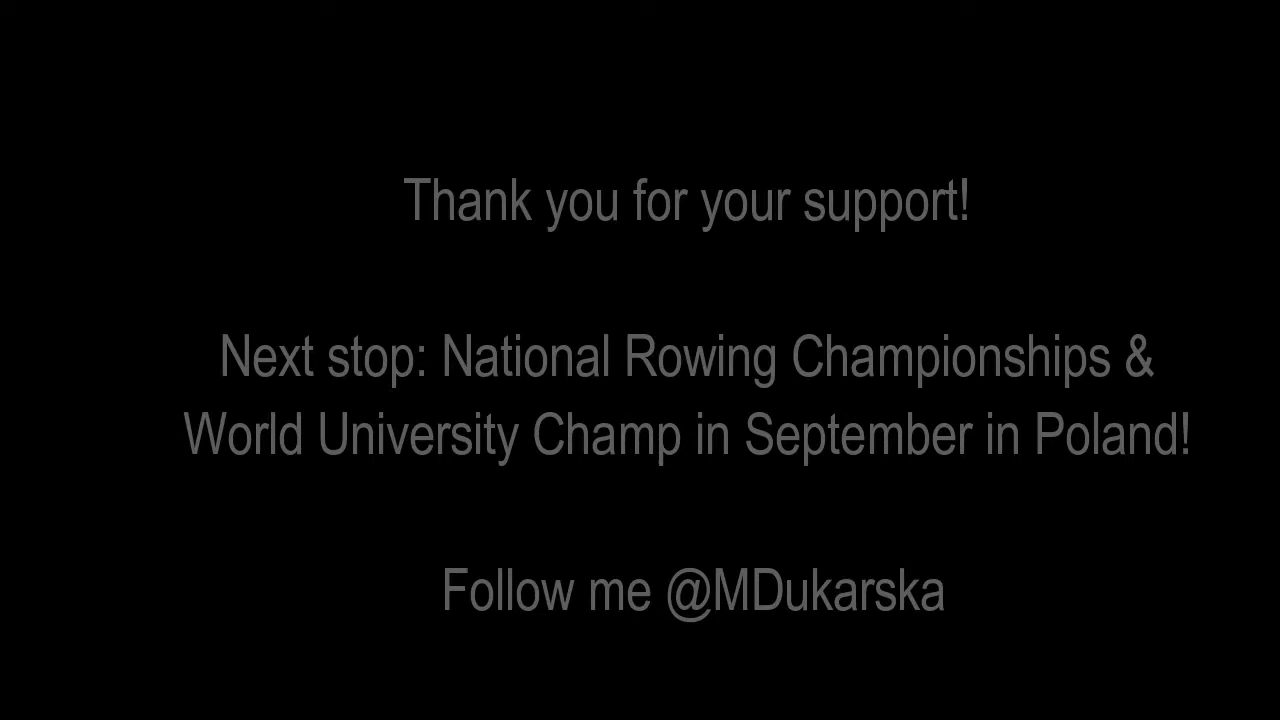 Thank you for your support!
Next stop: National Rowing Championships &
World University Champ in September in Poland!
Follow me @MDukarska